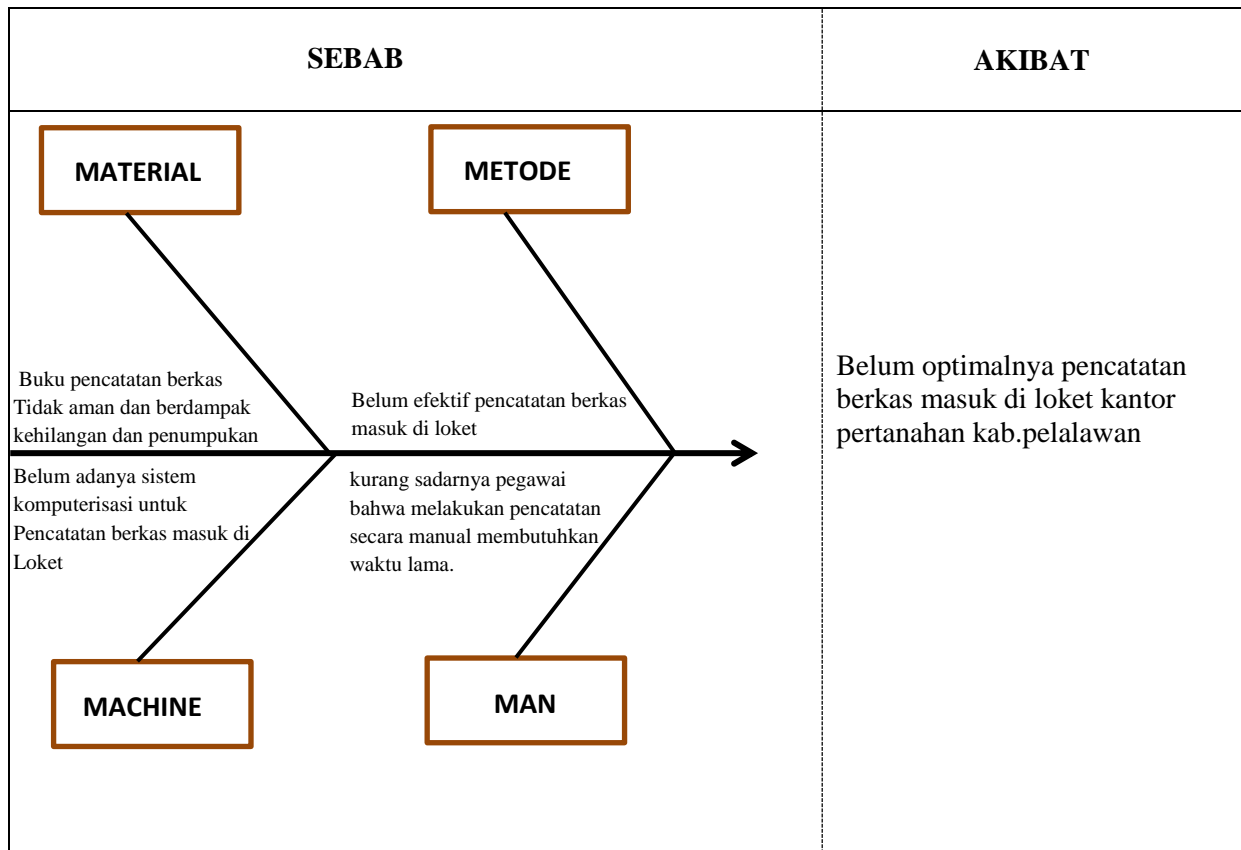 SEBAB
AKIBAT
MATERIAL
METODE
Buku pencatatan berkas
Tidak aman dan berdampak
kehilangan dan penumpukan
Belum efektif pencatatan berkas
masuk di loket
Belum optimalnya pencatatan
berkas masuk di loket kantor
pertanahan kab.pelalawan
Belum adanya sistem
komputerisasi untuk
Pencatatan berkas masuk di
Loket
kurang sadarnya pegawai
bahwa melakukan pencatatan
secara manual membutuhkan
waktu lama.
MACHINE
MAN